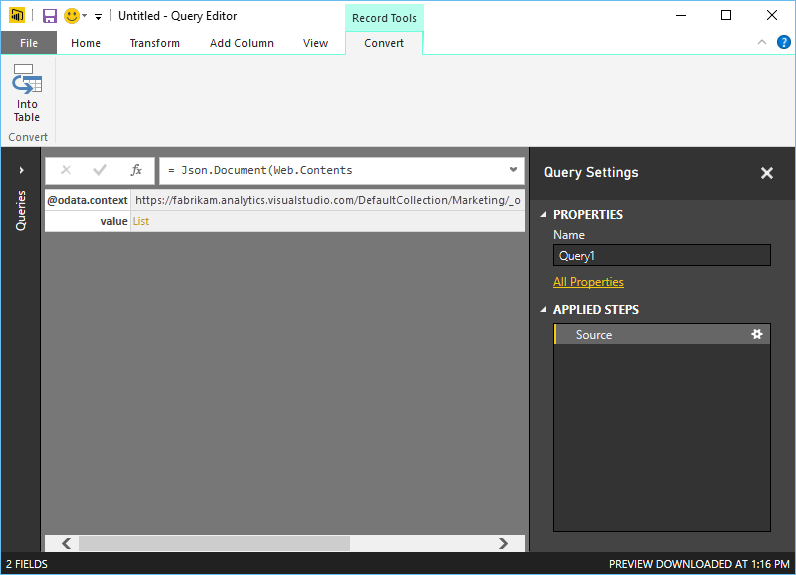 Untitled - Query Editor
Record Tools
File
Home
Transform
Add Column
View
Convert
?
Into
Table
Convert
Queries
fx
= Json.Document(Web.Contents
@odata.context
https://fabrikam.analytics.visualstudio.com/DefaultCollection/Marketing/_o
value
List
Query Settings
PROPERTIES
Name
Query1
All Properties
APPLIED STEPS
Source
2 FIELDS
PREVIEW DOWNLOADED AT 1:16 PM